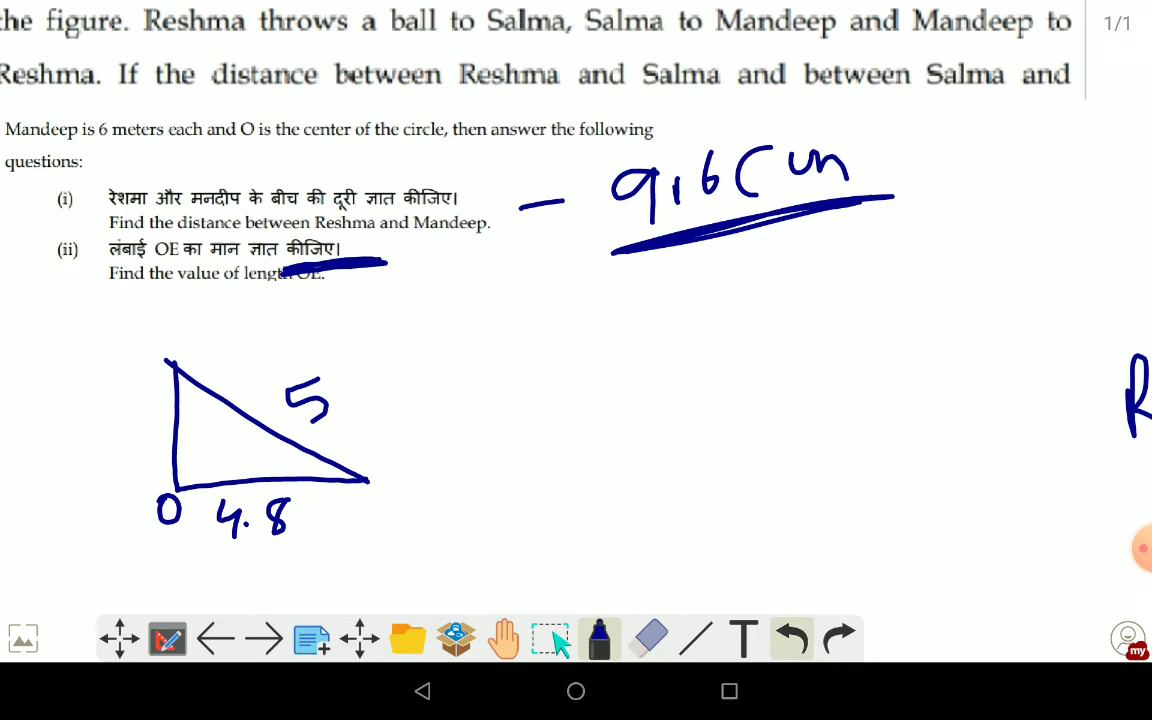 he figure. Reshma throws a ball to Salma, Salma to Mandeep and Mandeep to
1/1
Reshma. If the distance between Reshma and Salma and between Salma and
Mandeep is 6 meters each and O is the center of the circle, then answer the following
questions:
(i) रेशमा और मनदीप के बीच की दूरी ज्ञात कीजिए।
Find the distance between Reshma and Mandeep.
— 9.6
(ii) लंबाई OE का मान ज्ञात कीजिए।
Find the value of length OE.
5
R
O 4.8
T
my